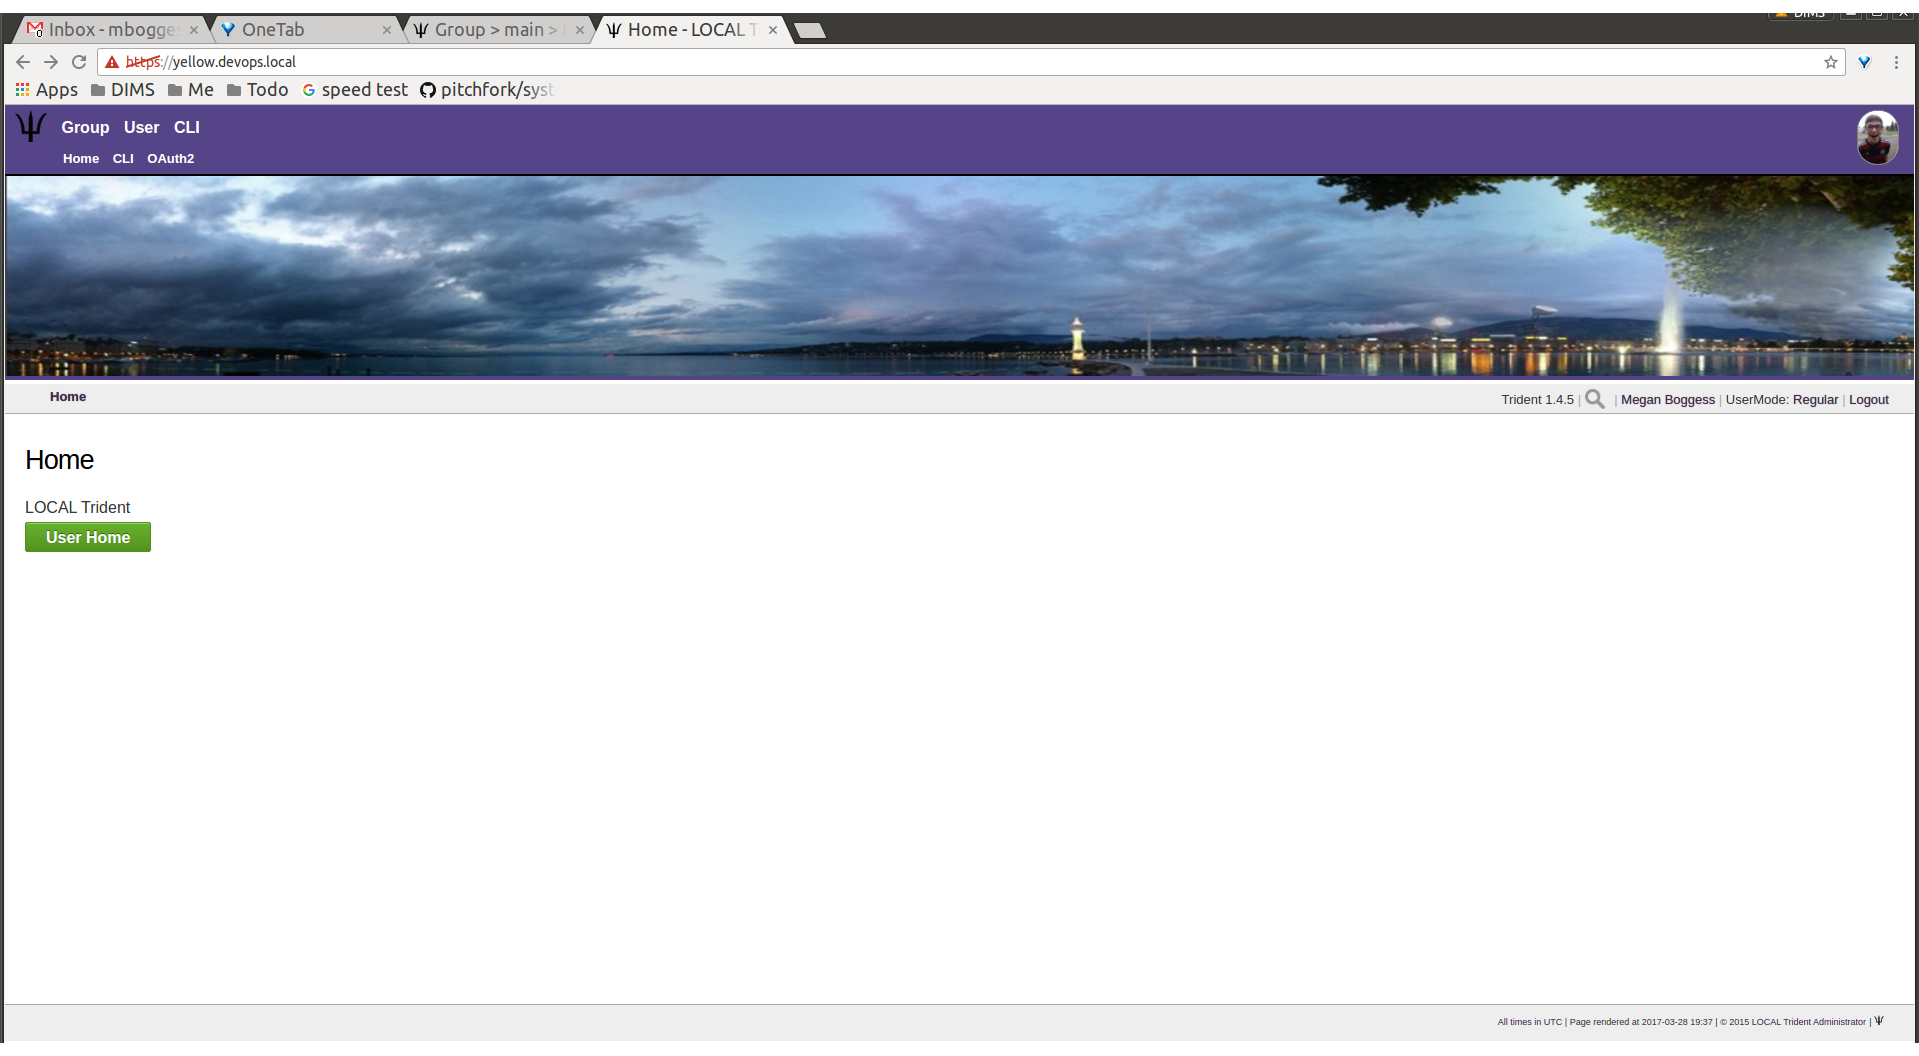 DIMS
Inbox - mbogge
OneTab
Group > main >
Home - LOCAL T
https://yellow.devops.local
Apps DIMS Me Todo speed test pitchfork/syst
Group User CLI
Home CLI OAuth2
Home
Trident 1.4.5 | | Megan Boggess | UserMode: Regular | Logout
Home
LOCAL Trident
User Home
All times in UTC | Page rendered at 2017-03-28 19:37 | © 2015 LOCAL Trident Administrator |